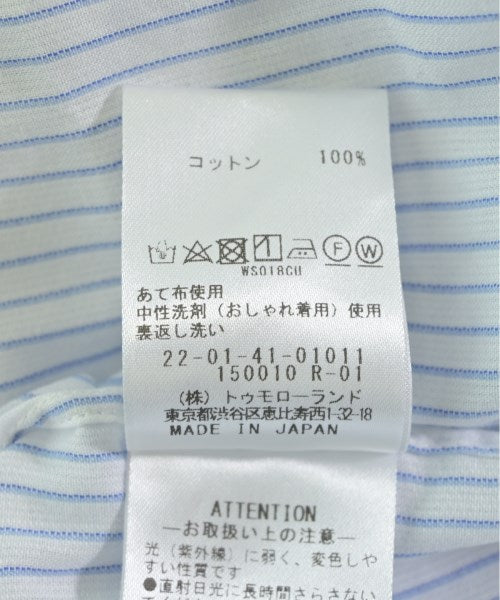 コットン 100%
F W
WS018CU
あて布使用
中性洗剤（おしゃれ着用）使用
裏返し洗い
22-01-41-01011
150010 R-01
（株）トゥモローランド
東京都渋谷区恵比寿西1-32-18
MADE IN JAPAN
ATTENTION
―お取扱い上の注意―
光（紫外線）に弱く、変色しや
すい性質です
●直射日光に長時間さらさない